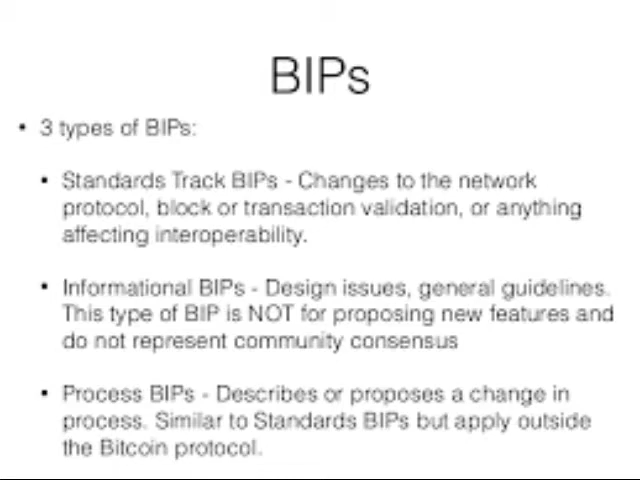 BIPs
• 3 types of BIPs:
• Standards Track BIPs - Changes to the network
protocol, block or transaction validation, or anything
affecting interoperability.
• Informational BIPs - Design issues, general guidelines.
This type of BIP is NOT for proposing new features and
do not represent community consensus
• Process BIPs - Describes or proposes a change in
process. Similar to Standards BIPs but apply outside
the Bitcoin protocol.